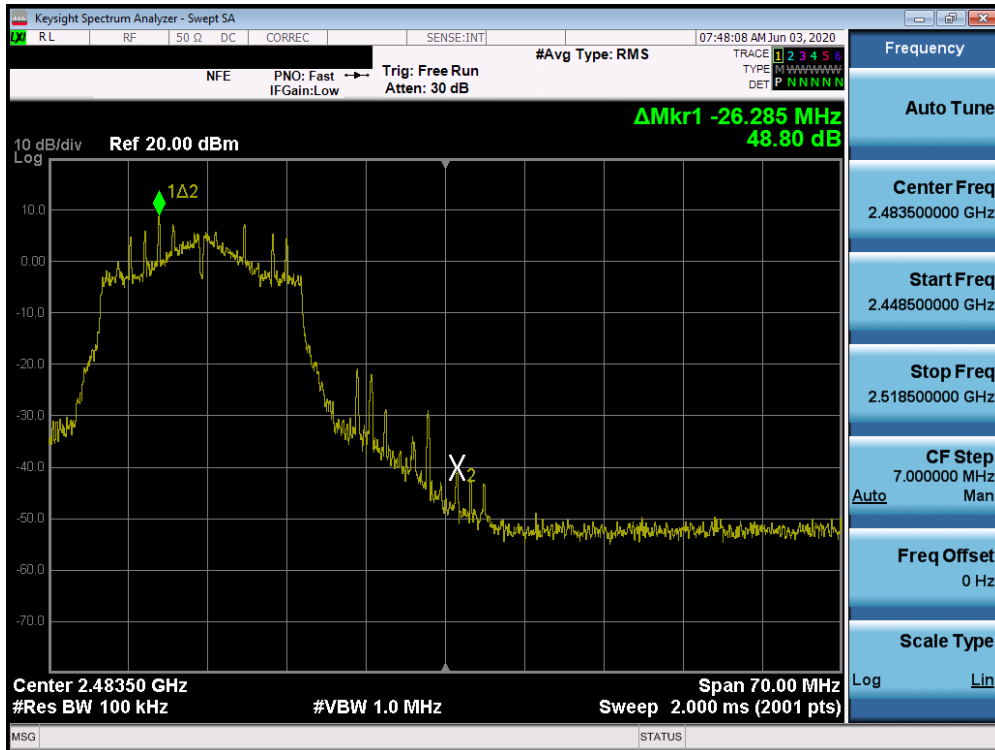 Keysight Spectrum Analyzer - Swept SA
LXI RL RF 50 Ω DC CORREC SENSE:INT 07:48:08 AM Jun 03, 2020
NFE PNO: Fast Trig: Free Run #Avg Type: RMS TRACE 1 2 3 4 5 6
IFGain:Low Atten: 30 dB TYPE M WWWWW
DET P N N N N N
ΔMkr1 -26.285 MHz
48.80 dB
10 dB/div Ref 20.00 dBm
Log
1Δ2
10.0
0.00
-10.0
-20.0
-30.0
-40.0
X2
-50.0
-60.0
-70.0
Center 2.48350 GHz Span 70.00 MHz
#Res BW 100 kHz #VBW 1.0 MHz Sweep 2.000 ms (2001 pts)
MSG STATUS
Frequency
Auto Tune
Center Freq
2.483500000 GHz
Start Freq
2.448500000 GHz
Stop Freq
2.518500000 GHz
CF Step
7.000000 MHz
Auto Man
Freq Offset
0 Hz
Scale Type
Log Lin